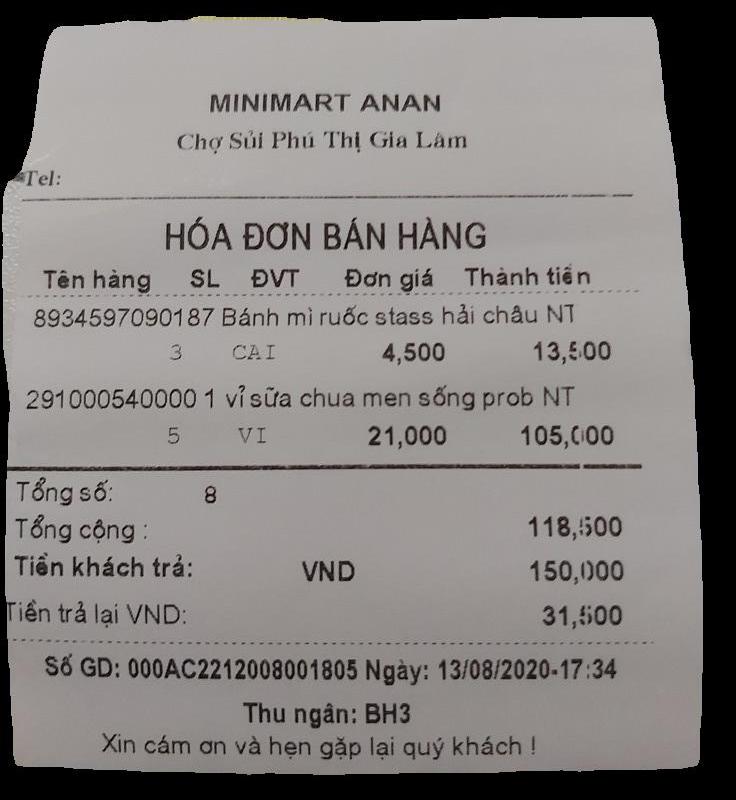 MINIMART ANAN
Chợ Sủi Phú Thị Gia Lâm
Tel:
HÓA ĐƠN BÁN HÀNG
Tên hàng SL ĐVT Đơn giá Thành tiền
8934597090187 Bánh mì ruốc stass hải châu NT
3 CAI 4,500 13,500
291000540000 1 vỉ sữa chua men sống prob NT
5 VI 21,000 105,000
Tổng số: 8
Tổng cộng : 118,500
Tiền khách trả: VND 150,000
Tiền trả lại VND: 31,500
Số GD: 000AC2212008001805 Ngày: 13/08/2020-17:34
Thu ngân: BH3
Xin cám ơn và hẹn gặp lại quý khách !